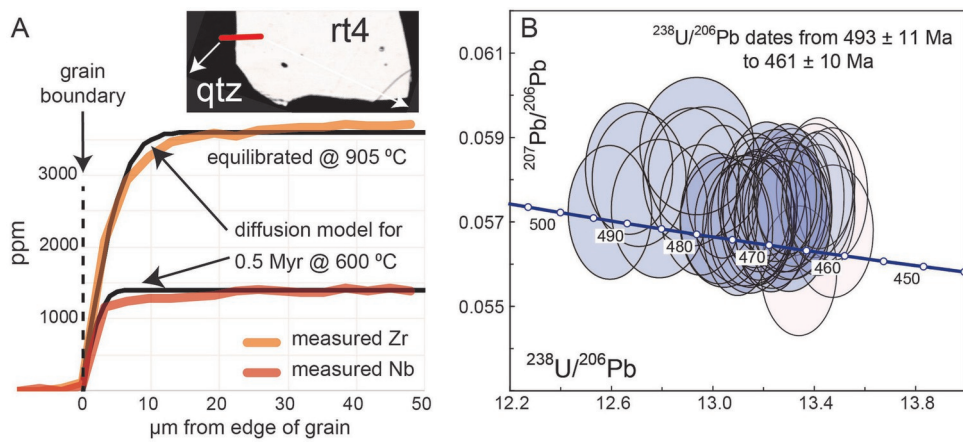 A
rt4
qtz
grain
boundary
equilibrated @ 905 ºC
diffusion model for
0.5 Myr @ 600 ºC
measured Zr
measured Nb
ppm
3000
2000
1000
0
0 10 20 30 40 50
µm from edge of grain
B
²³⁸U/²⁰⁶Pb dates from 493 ± 11 Ma
to 461 ± 10 Ma
²⁰⁷Pb/²⁰⁶Pb
0.061
0.059
0.057
0.055
500
490
480
470
460
450
²³⁸U/²⁰⁶Pb
12.2 12.6 13.0 13.4 13.8